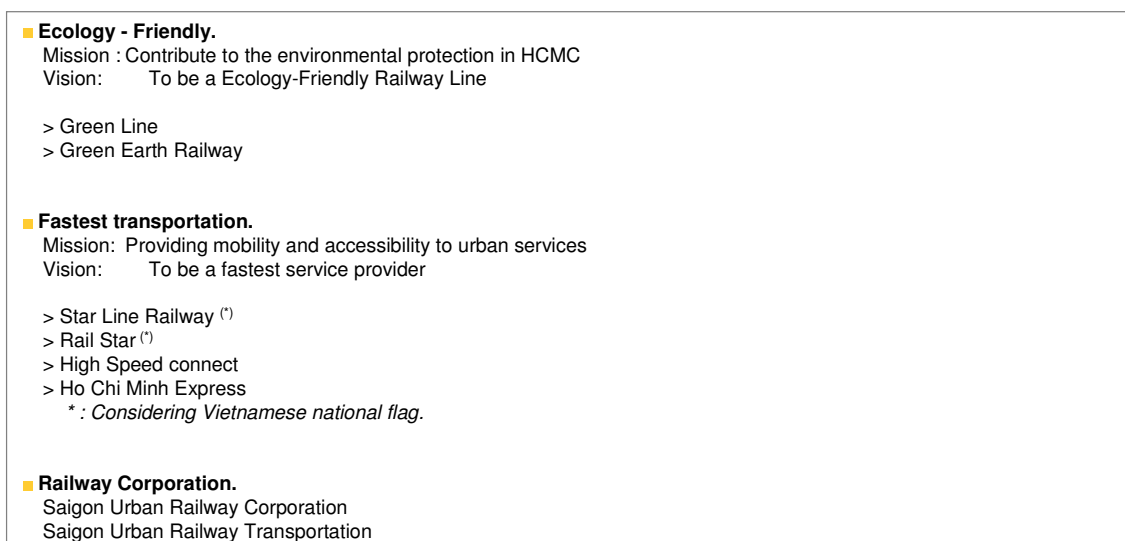 Ecology - Friendly.
Mission : Contribute to the environmental protection in HCMC
Vision: To be a Ecology-Friendly Railway Line
> Green Line
> Green Earth Railway
Fastest transportation.
Mission: Providing mobility and accessibility to urban services
Vision: To be a fastest service provider
> Star Line Railway (*)
> Rail Star (*)
> High Speed connect
> Ho Chi Minh Express
* : Considering Vietnamese national flag.
Railway Corporation.
Saigon Urban Railway Corporation
Saigon Urban Railway Transportation